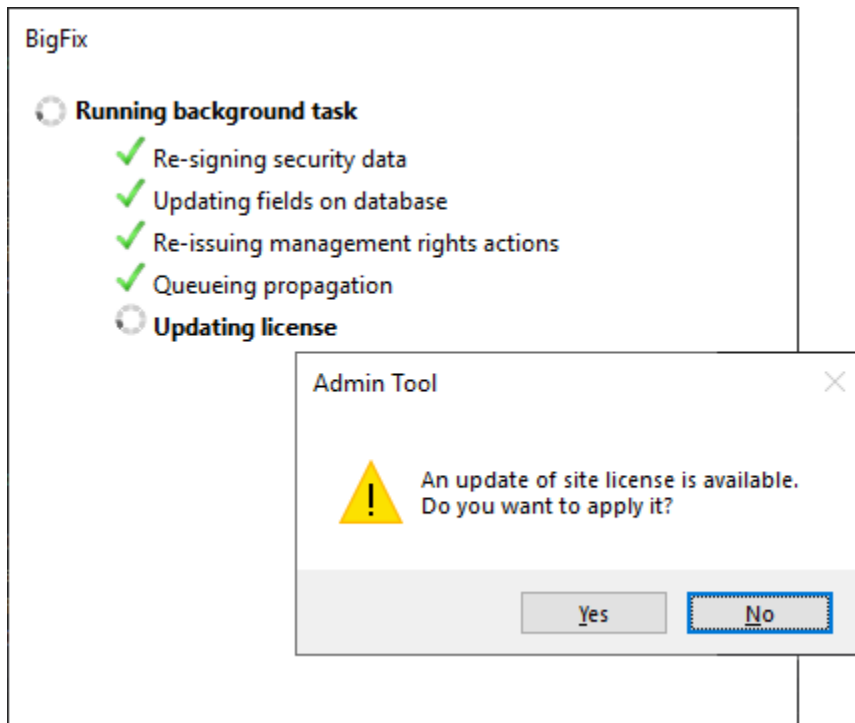 BigFix
Running background task
Re-signing security data
Updating fields on database
Re-issuing management rights actions
Queueing propagation
Updating license
Admin Tool
An update of site license is available.
Do you want to apply it?
Yes
No